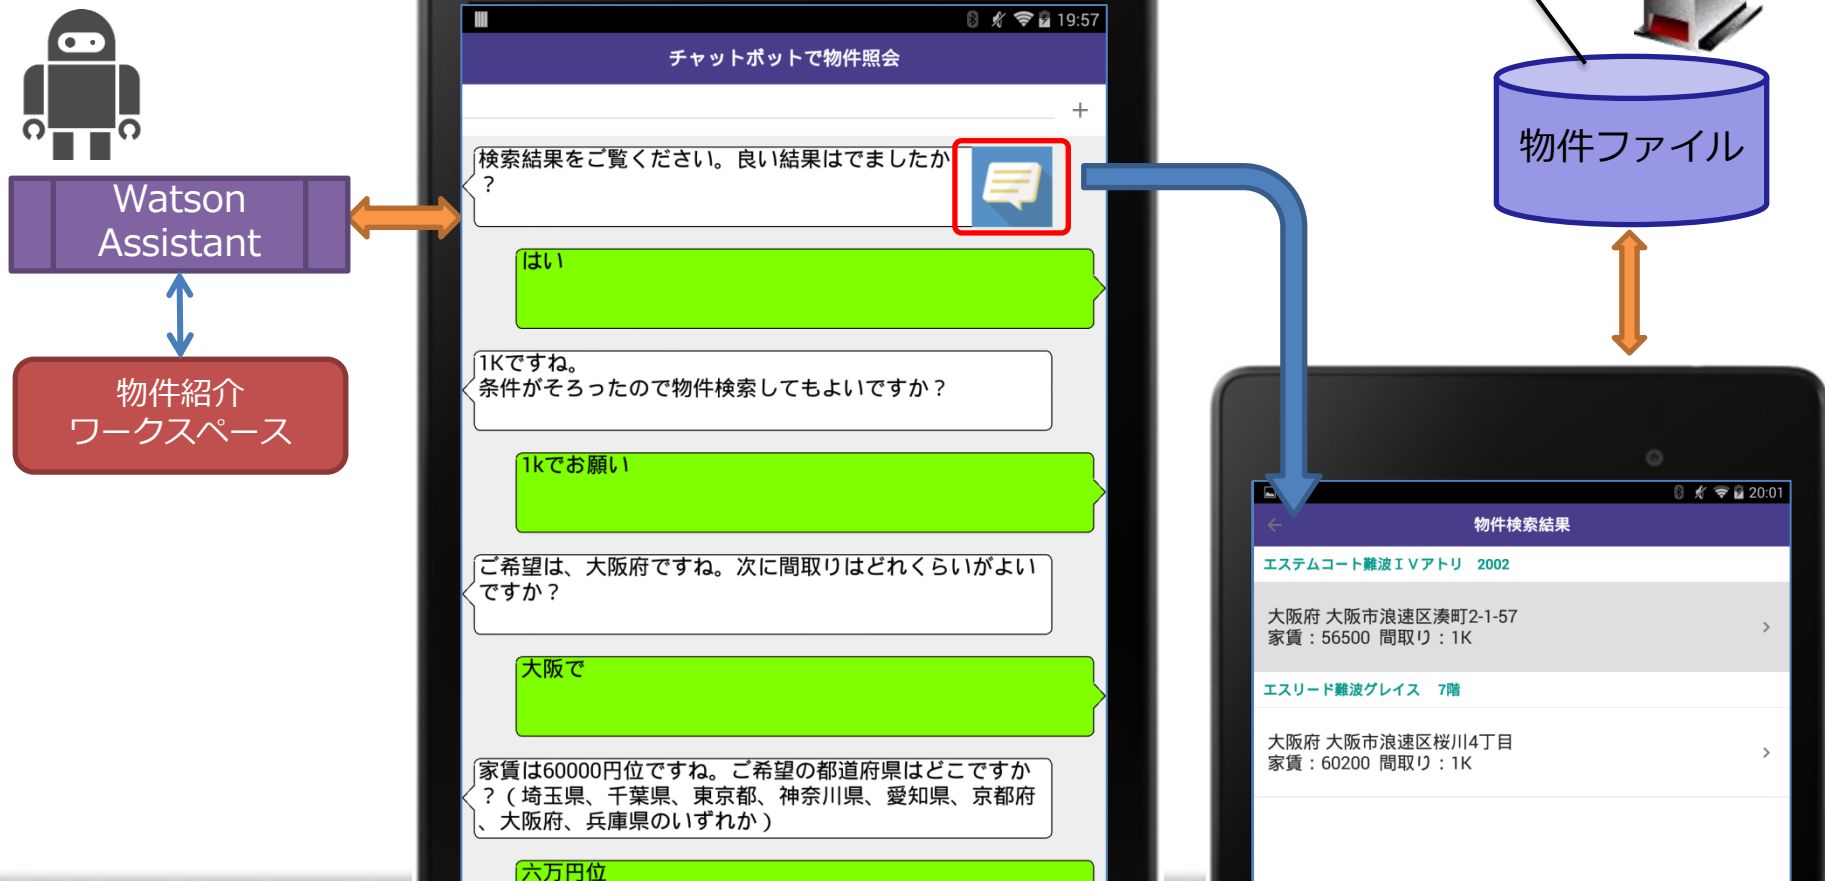 Watson
Assistant
物件紹介
ワークスペース
19:57
チャットボットで物件照会
+
検索結果をご覧ください。良い結果はでましたか
?
はい
1Kですね。
条件がそろったので物件検索してもよいですか？
1kでお願い
ご希望は、大阪府ですね。次に間取りはどれくらいがよい
ですか？
大阪で
家賃は60000円位ですね。ご希望の都道府県はどこですか
？（埼玉県、千葉県、東京都、神奈川県、愛知県、京都府
、大阪府、兵庫県のいずれか）
六万円位
物件ファイル
20:01
物件検索結果
エステムコート難波ＩＶアトリ　2002
大阪府 大阪市浪速区湊町2-1-57
家賃：56500 間取り：1K
エスリード難波グレイス　7階
大阪府 大阪市浪速区桜川4丁目
家賃：60200 間取り：1K